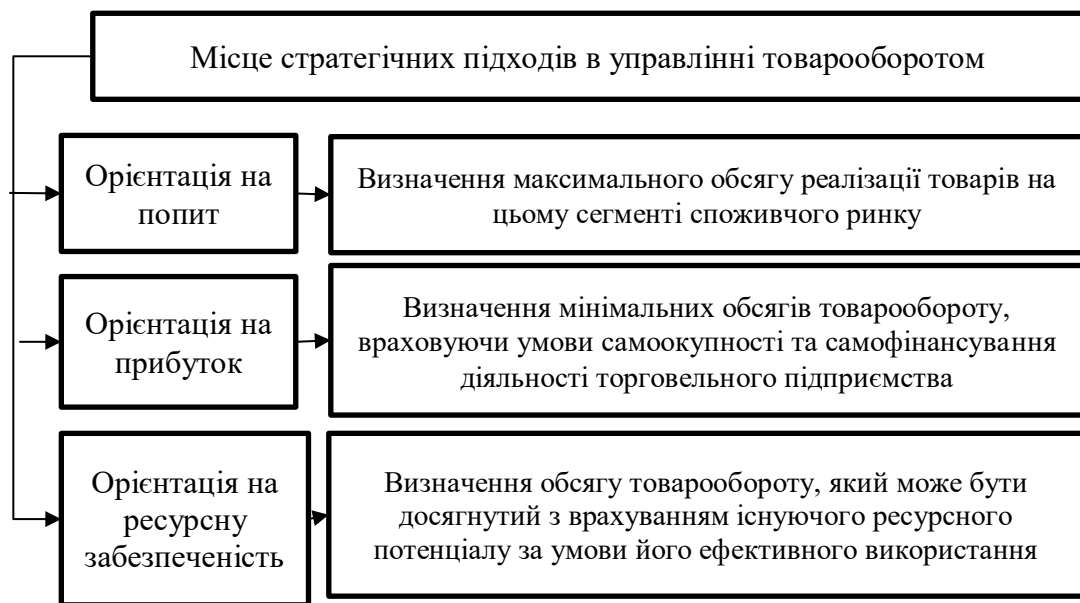 Місце стратегічних підходів в управлінні товарооборотом
Орієнтація на
попит
Визначення максимального обсягу реалізації товарів на
цьому сегменті споживчого ринку
Орієнтація на
прибуток
Визначення мінімальних обсягів товарообороту,
враховуючи умови самоокупності та самофінансування
діяльності торговельного підприємства
Орієнтація на
ресурсну
забезпеченість
Визначення обсягу товарообороту, який може бути
досягнутий з врахуванням існуючого ресурсного
потенціалу за умови його ефективного використання